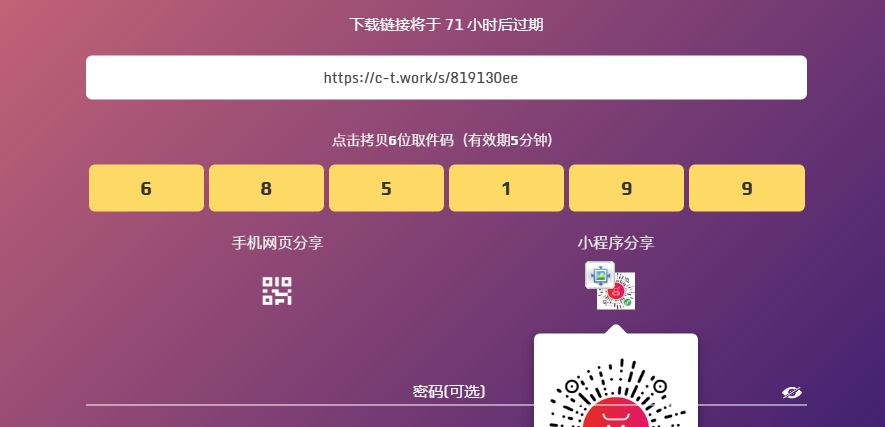 下载链接将于 71 小时后过期
https://c-t.work/s/819130ee
点击拷贝6位取件码（有效期5分钟）
6 8 5 1 9 9
手机网页分享 小程序分享
密码(可选)